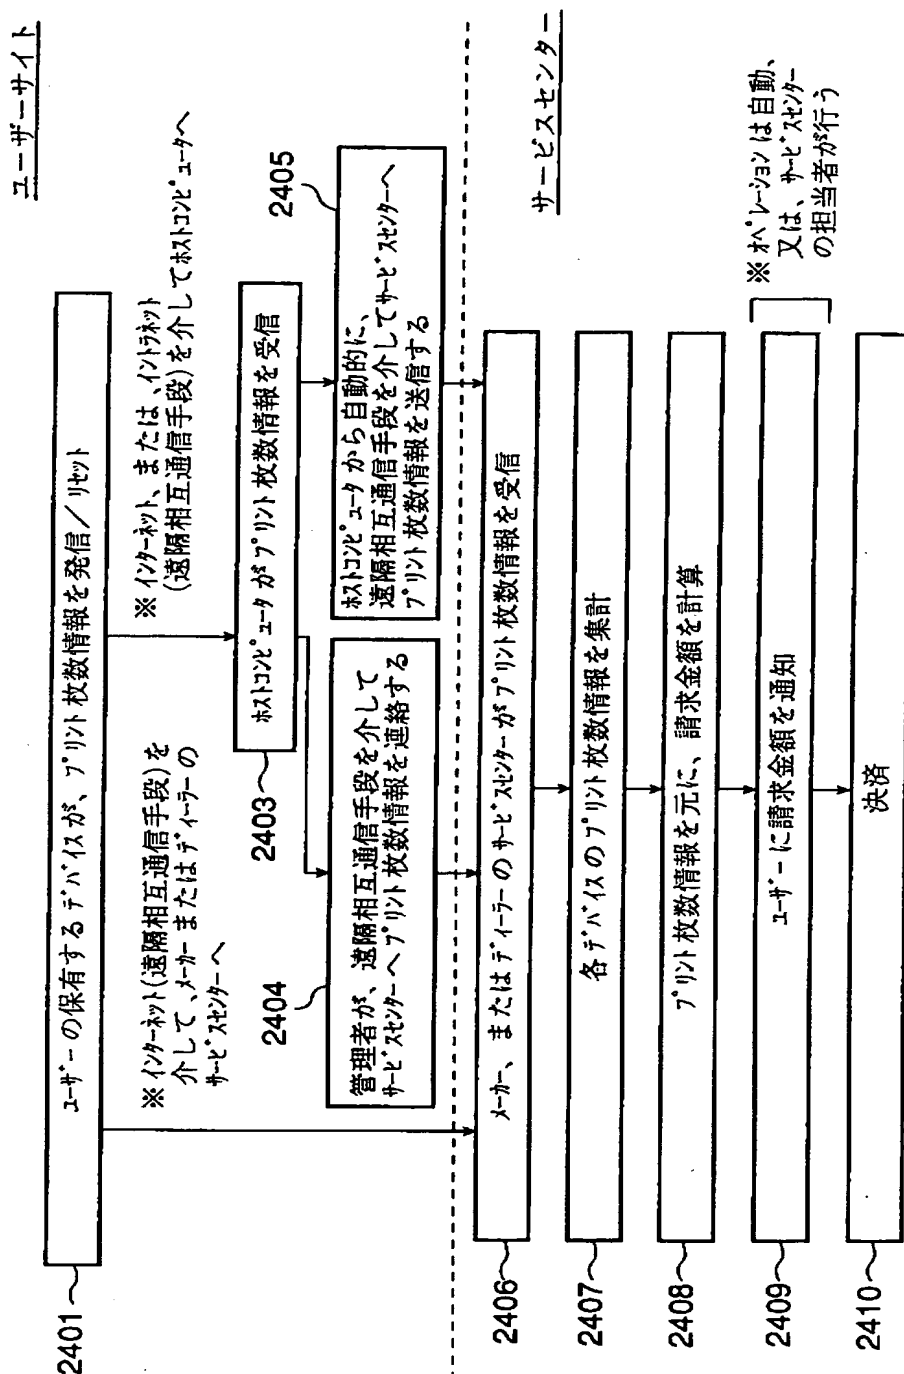 ユーザーサイト
2401
ユーザーの保有するデバイスが、プリント枚数情報を発信／リセット
※インターネット(遠隔相互通信手段)を
介して、メーカーまたはディーラーの
サービスセンターへ
※インターネット、または、イントラネット
(遠隔相互通信手段)を介してホストコンピュータへ
2403
ホストコンピュータがプリント枚数情報を受信
2404
管理者が、遠隔相互通信手段を介して
サービスセンターへプリント枚数情報を連絡する
2405
ホストコンピュータから自動的に、
遠隔相互通信手段を介してサービスセンターへ
プリント枚数情報を送信する
サービスセンター
2406
メーカー、またはディーラーのサービスセンターがプリント枚数情報を受信
2407
各デバイスのプリント枚数情報を集計
2408
プリント枚数情報を元に、請求金額を計算
2409
ユーザーに請求金額を通知
※オペレーションは自動、
又は、サービスセンター
の担当者が行う
2410
決済